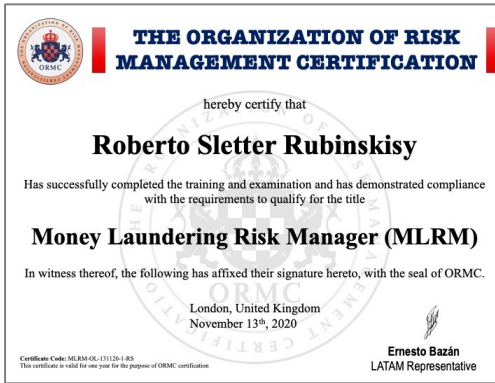 THE ORGANIZATION OF RISK
MANAGEMENT CERTIFICATION
ORMC
hereby certify that
Roberto Sletter Rubinskisy
Has successfully completed the training and examination and has demonstrated compliance
with the requirements to qualify for the title
Money Laundering Risk Manager (MLRM)
In witness thereof, the following has affixed their signature hereto, with the seal of ORMC.
ORMC
London, United Kingdom
November 13th, 2020
Ernesto Bazán
LATAM Representative
Certificate Code: MLRM-OL-131120-1-RS
This certificate is valid for one year for the purpose of ORMC certification